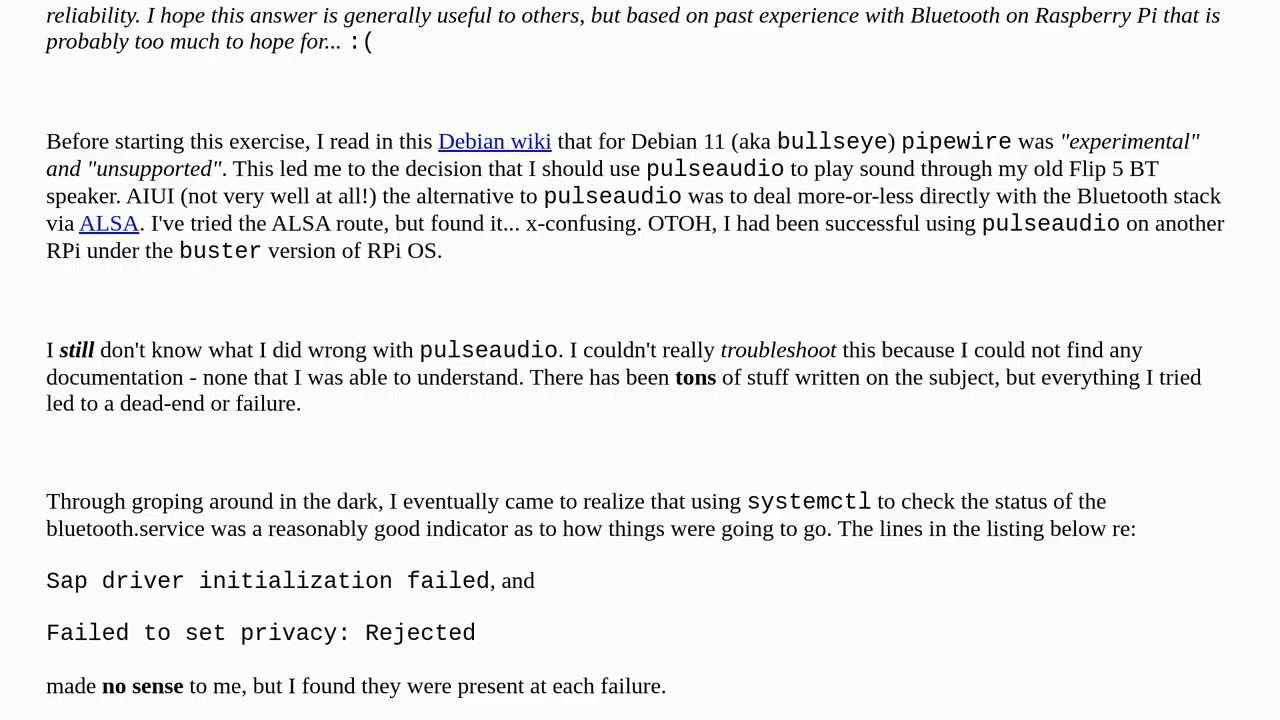 reliability. I hope this answer is generally useful to others, but based on past experience with Bluetooth on Raspberry Pi that is
probably too much to hope for... :(
Before starting this exercise, I read in this Debian wiki that for Debian 11 (aka bullseye) pipewire was "experimental"
and "unsupported". This led me to the decision that I should use pulseaudio to play sound through my old Flip 5 BT
speaker. AIUI (not very well at all!) the alternative to pulseaudio was to deal more-or-less directly with the Bluetooth stack
via ALSA. I've tried the ALSA route, but found it... x-confusing. OTOH, I had been successful using pulseaudio on another
RPi under the buster version of RPi OS.
I still don't know what I did wrong with pulseaudio. I couldn't really troubleshoot this because I could not find any
documentation - none that I was able to understand. There has been tons of stuff written on the subject, but everything I tried
led to a dead-end or failure.
Through groping around in the dark, I eventually came to realize that using systemctl to check the status of the
bluetooth.service was a reasonably good indicator as to how things were going to go. The lines in the listing below re:
Sap driver initialization failed, and
Failed to set privacy: Rejected
made no sense to me, but I found they were present at each failure.